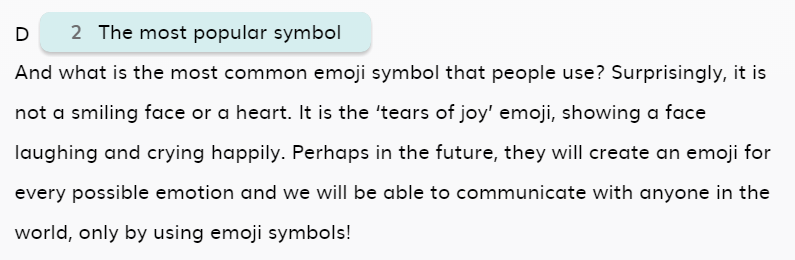 D 2 The most popular symbol
And what is the most common emoji symbol that people use? Surprisingly, it is
not a smiling face or a heart. It is the ‘tears of joy’ emoji, showing a face
laughing and crying happily. Perhaps in the future, they will create an emoji for
every possible emotion and we will be able to communicate with anyone in the
world, only by using emoji symbols!